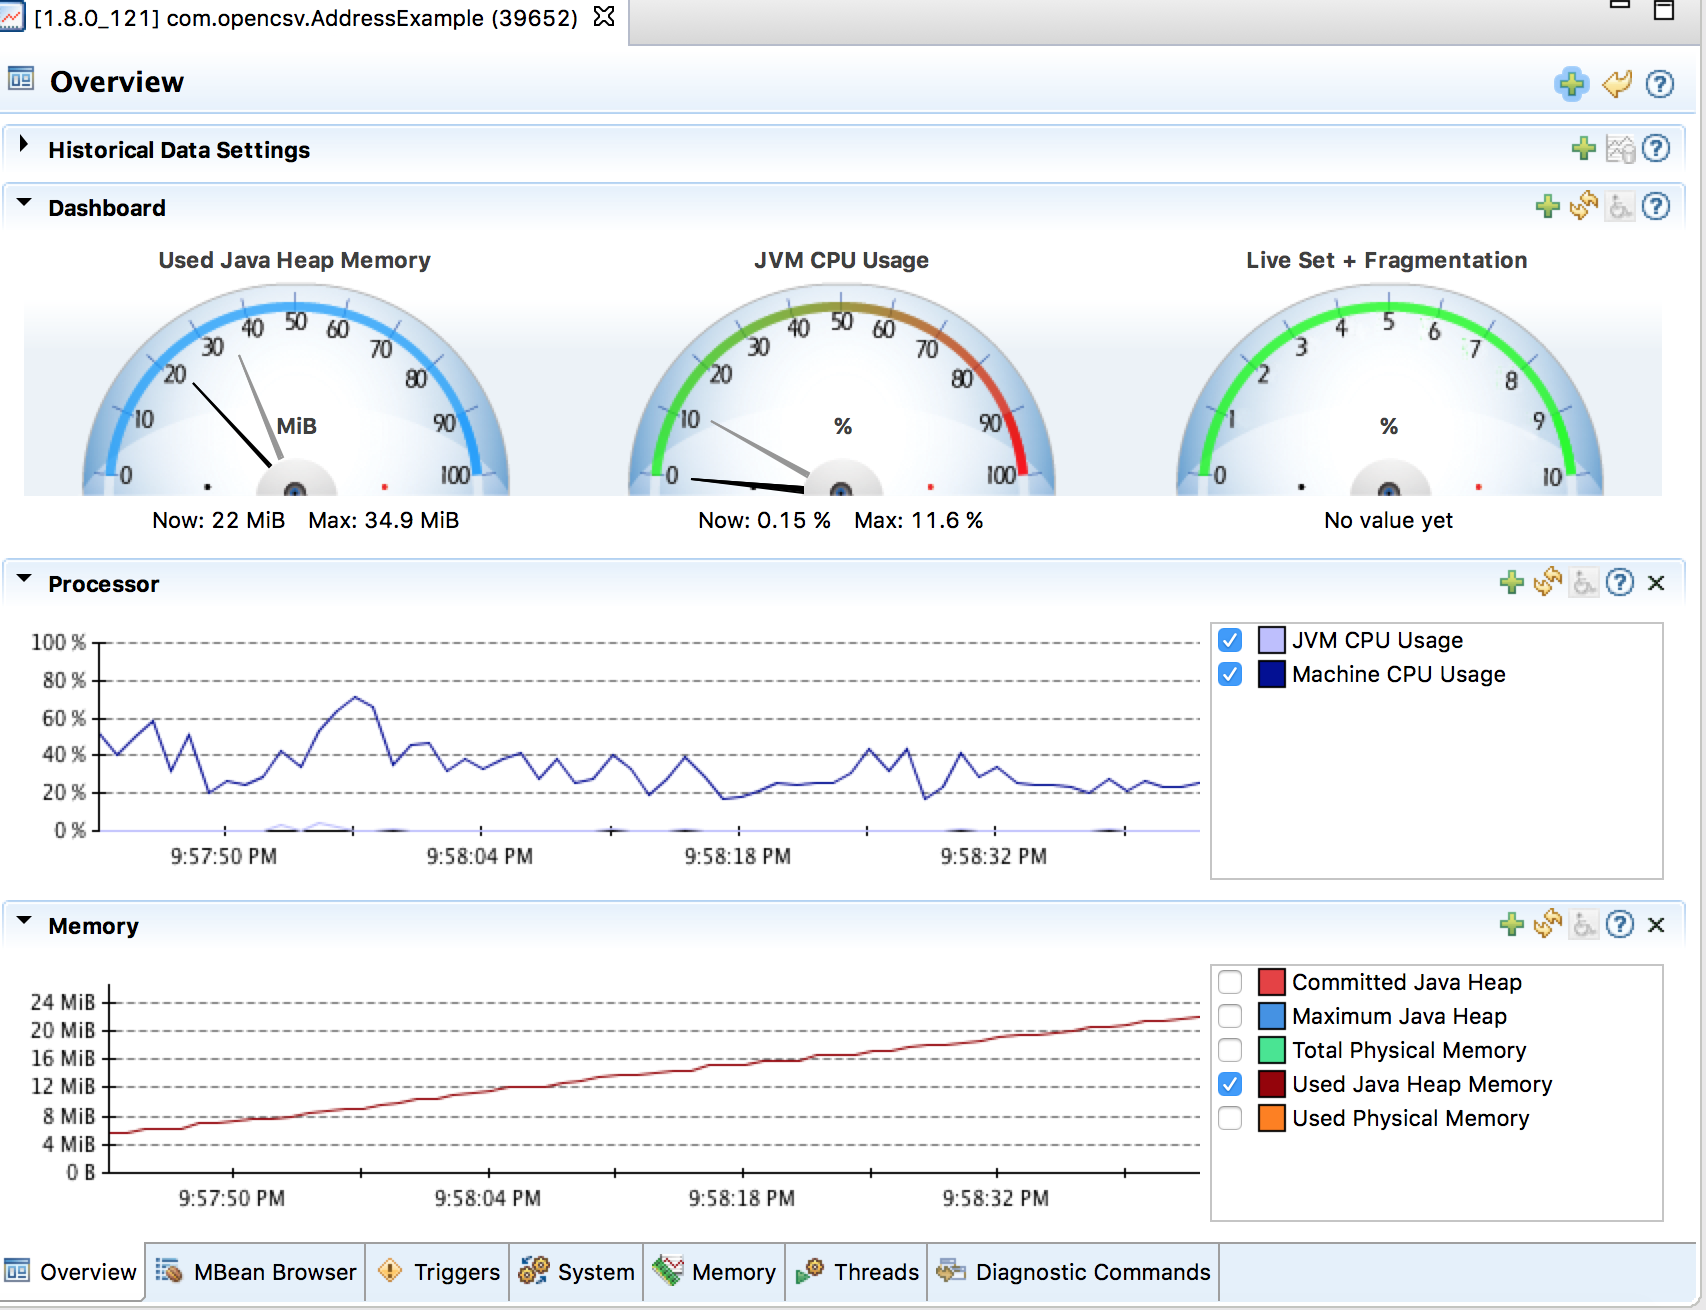 [1.8.0_121] com.opencsv.AddressExample (39652)
Overview
Historical Data Settings
Dashboard
Used Java Heap Memory
0 10 20 30 40 50 60 70 80 90 100
MiB
Now: 22 MiB Max: 34.9 MiB
JVM CPU Usage
0 10 20 30 40 50 60 70 80 90 100
%
Now: 0.15 % Max: 11.6 %
Live Set + Fragmentation
0 1 2 3 4 5 6 7 8 9 10
%
No value yet
Processor
100 %
80 %
60 %
40 %
20 %
0 %
9:57:50 PM 9:58:04 PM 9:58:18 PM 9:58:32 PM
JVM CPU Usage
Machine CPU Usage
Memory
24 MiB
20 MiB
16 MiB
12 MiB
8 MiB
4 MiB
0 B
9:57:50 PM 9:58:04 PM 9:58:18 PM 9:58:32 PM
Committed Java Heap
Maximum Java Heap
Total Physical Memory
Used Java Heap Memory
Used Physical Memory
Overview MBean Browser Triggers System Memory Threads Diagnostic Commands